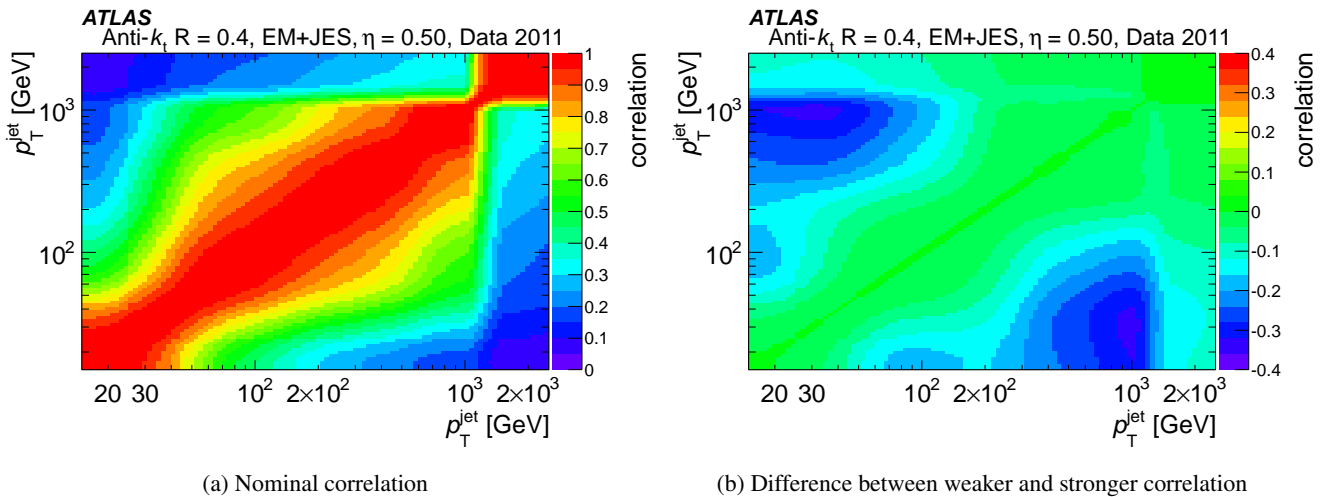 ATLAS
Anti-kt R = 0.4, EM+JES, η = 0.50, Data 2011
pTjet [GeV]
10³
10²
20 30 10² 2×10² 10³ 2×10³
pTjet [GeV]
1
0.9
0.8
0.7
0.6
0.5
0.4
0.3
0.2
0.1
0
correlation
(a) Nominal correlation
ATLAS
Anti-kt R = 0.4, EM+JES, η = 0.50, Data 2011
pTjet [GeV]
10³
10²
20 30 10² 2×10² 10³ 2×10³
pTjet [GeV]
0.4
0.3
0.2
0.1
0
-0.1
-0.2
-0.3
-0.4
correlation
(b) Difference between weaker and stronger correlation